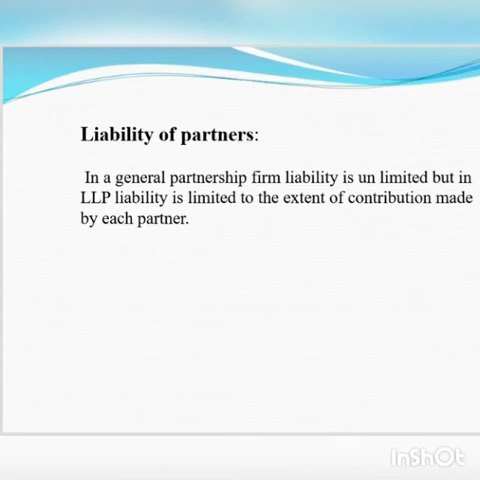 Liability of partners:
In a general partnership firm liability is un limited but in
LLP liability is limited to the extent of contribution made
by each partner.
InShOt